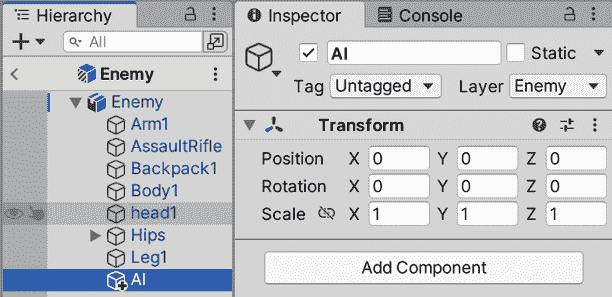 Hierarchy
All
Enemy
Enemy
Arm1
AssaultRifle
Backpack1
Body1
head1
Hips
Leg1
AI
Inspector
Console
AI
Static
Tag Untagged Layer Enemy
Transform
Position X 0 Y 0 Z 0
Rotation X 0 Y 0 Z 0
Scale X 1 Y 1 Z 1
Add Component